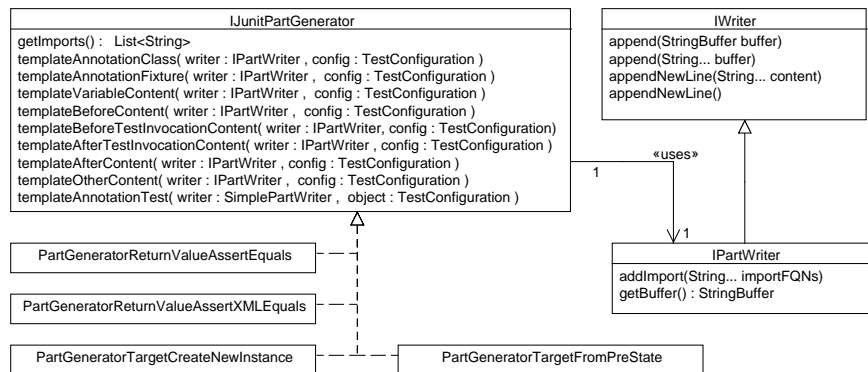 IJunitPartGenerator
getImports() : List<String>
templateAnnotationClass( writer : IPartWriter , config : TestConfiguration )
templateAnnotationFixture( writer : IPartWriter , config : TestConfiguration )
templateVariableContent( writer : IPartWriter , config : TestConfiguration )
templateBeforeContent( writer : IPartWriter , config : TestConfiguration )
templateBeforeTestInvocationContent( writer : IPartWriter, config : TestConfiguration)
templateAfterTestInvocationContent( writer : IPartWriter , config : TestConfiguration )
templateAfterContent( writer : IPartWriter , config : TestConfiguration )
templateOtherContent( writer : IPartWriter , config : TestConfiguration )
templateAnnotationTest( writer : SimplePartWriter , object : TestConfiguration )
IWriter
append(StringBuffer buffer)
append(String... buffer)
appendNewLine(String... content)
appendNewLine()
«uses»
1
1
IPartWriter
addImport(String... importFQNs)
getBuffer() : StringBuffer
PartGeneratorReturnValueAssertEquals
PartGeneratorReturnValueAssertXMLEquals
PartGeneratorTargetCreateNewInstance
PartGeneratorTargetFromPreState